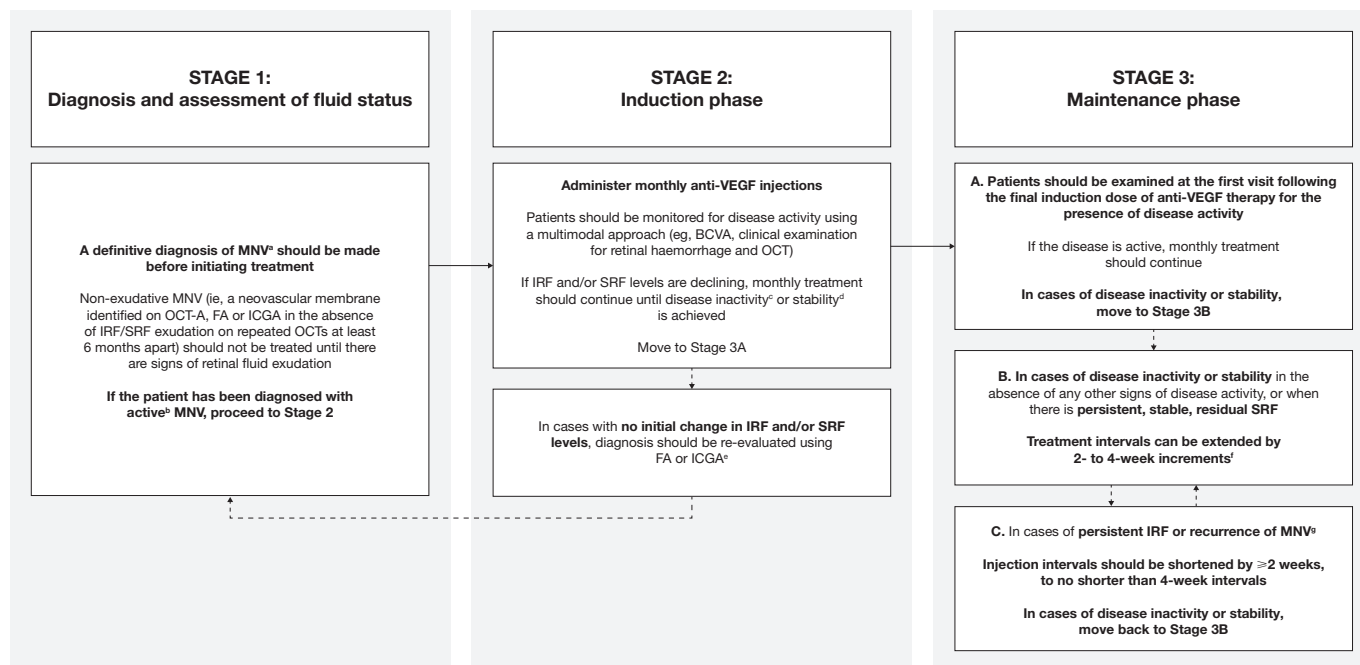 STAGE 1:
Diagnosis and assessment of fluid status
A definitive diagnosis of MNVᵃ should be made
before initiating treatment
Non-exudative MNV (ie, a neovascular membrane
identified on OCT-A, FA or ICGA in the absence
of IRF/SRF exudation on repeated OCTs at least
6 months apart) should not be treated until there
are signs of retinal fluid exudation
If the patient has been diagnosed with
activeᵇ MNV, proceed to Stage 2
STAGE 2:
Induction phase
Administer monthly anti-VEGF injections
Patients should be monitored for disease activity using
a multimodal approach (eg, BCVA, clinical examination
for retinal haemorrhage and OCT)
If IRF and/or SRF levels are declining, monthly treatment
should continue until disease inactivityᶜ or stabilityᵈ
is achieved
Move to Stage 3A
In cases with no initial change in IRF and/or SRF
levels, diagnosis should be re-evaluated using
FA or ICGAᵉ
STAGE 3:
Maintenance phase
A. Patients should be examined at the first visit following
the final induction dose of anti-VEGF therapy for the
presence of disease activity
If the disease is active, monthly treatment
should continue
In cases of disease inactivity or stability,
move to Stage 3B
B. In cases of disease inactivity or stability in the
absence of any other signs of disease activity, or when
there is persistent, stable, residual SRF
Treatment intervals can be extended by
2- to 4-week incrementsᶠ
C. In cases of persistent IRF or recurrence of MNVᵍ
Injection intervals should be shortened by ⩾2 weeks,
to no shorter than 4-week intervals
In cases of disease inactivity or stability,
move back to Stage 3B